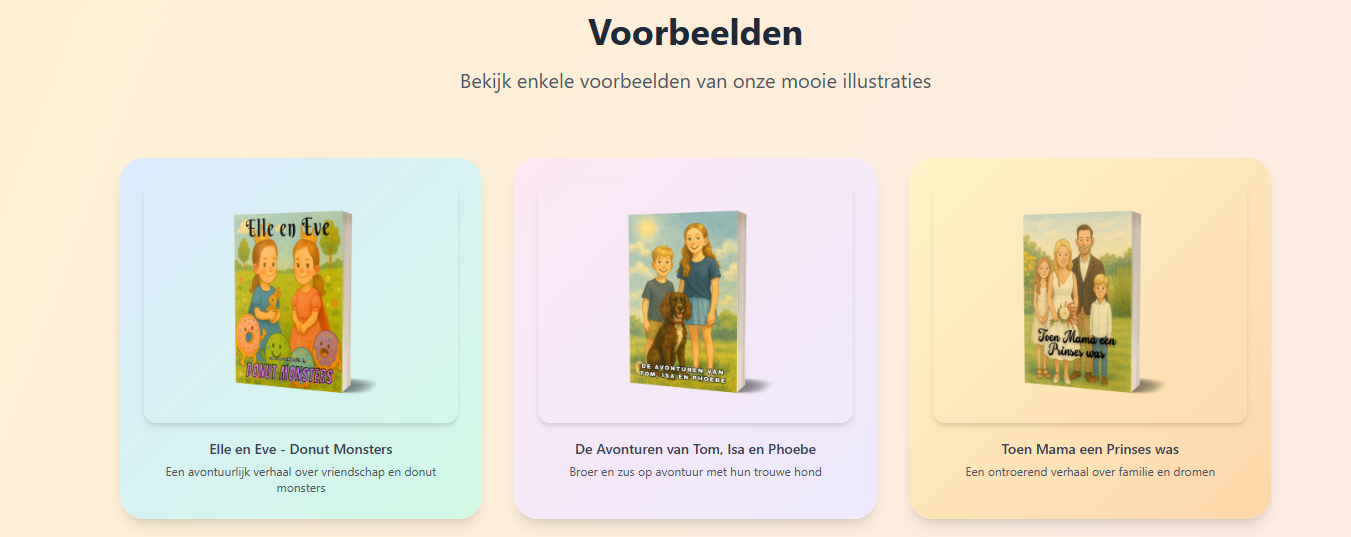 Voorbeelden
Bekijk enkele voorbeelden van onze mooie illustraties
Elle en Eve
DONUT MONSTERS
DE AVONTUREN VAN
TOM, ISA EN PHOEBE
Toen Mama een
Prinses was
Elle en Eve - Donut Monsters
Een avontuurlijk verhaal over vriendschap en donut
monsters
De Avonturen van Tom, Isa en Phoebe
Broer en zus op avontuur met hun trouwe hond
Toen Mama een Prinses was
Een ontroerend verhaal over familie en dromen